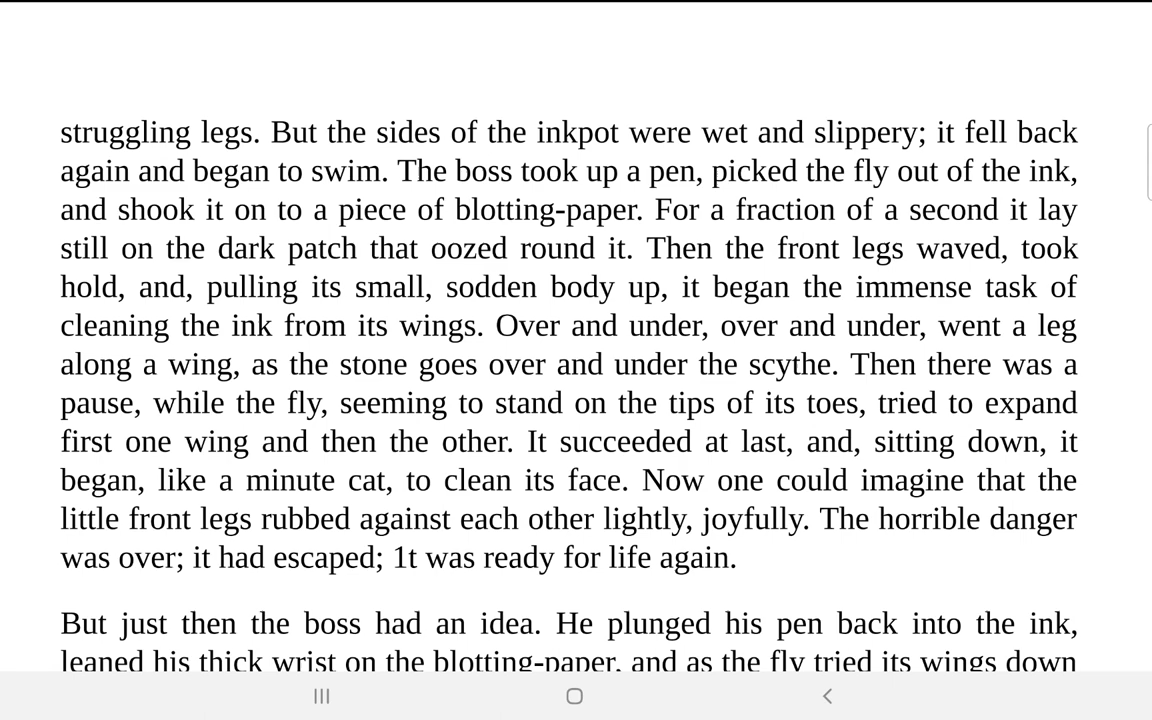 struggling legs. But the sides of the inkpot were wet and slippery; it fell back
again and began to swim. The boss took up a pen, picked the fly out of the ink,
and shook it on to a piece of blotting-paper. For a fraction of a second it lay
still on the dark patch that oozed round it. Then the front legs waved, took
hold, and, pulling its small, sodden body up, it began the immense task of
cleaning the ink from its wings. Over and under, over and under, went a leg
along a wing, as the stone goes over and under the scythe. Then there was a
pause, while the fly, seeming to stand on the tips of its toes, tried to expand
first one wing and then the other. It succeeded at last, and, sitting down, it
began, like a minute cat, to clean its face. Now one could imagine that the
little front legs rubbed against each other lightly, joyfully. The horrible danger
was over; it had escaped; 1t was ready for life again.
But just then the boss had an idea. He plunged his pen back into the ink,
leaned his thick wrist on the blotting-paper, and as the fly tried its wings down